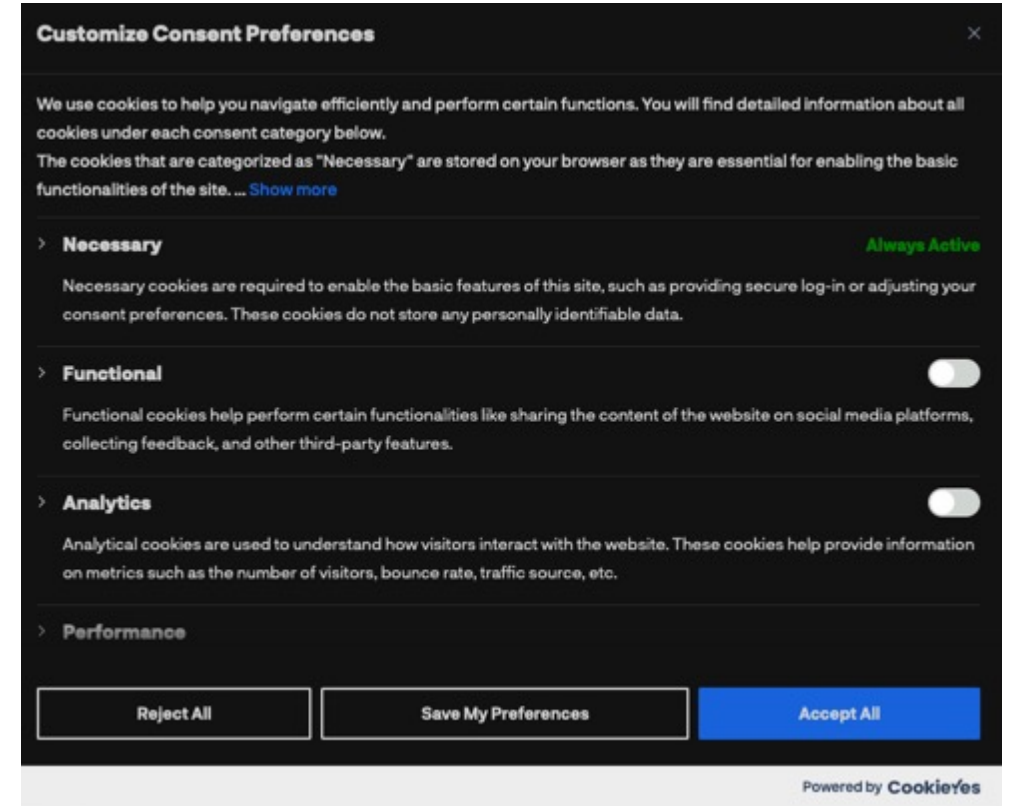 Customize Consent Preferences
We use cookies to help you navigate efficiently and perform certain functions. You will find detailed information about all
cookies under each consent category below.
The cookies that are categorized as "Necessary" are stored on your browser as they are essential for enabling the basic
functionalities of the site. ... Show more
Necessary Always Active
Necessary cookies are required to enable the basic features of this site, such as providing secure log-in or adjusting your
consent preferences. These cookies do not store any personally identifiable data.
Functional
Functional cookies help perform certain functionalities like sharing the content of the website on social media platforms,
collecting feedback, and other third-party features.
Analytics
Analytical cookies are used to understand how visitors interact with the website. These cookies help provide information
on metrics such as the number of visitors, bounce rate, traffic source, etc.
Performance
Reject All Save My Preferences Accept All
Powered by CookieYes